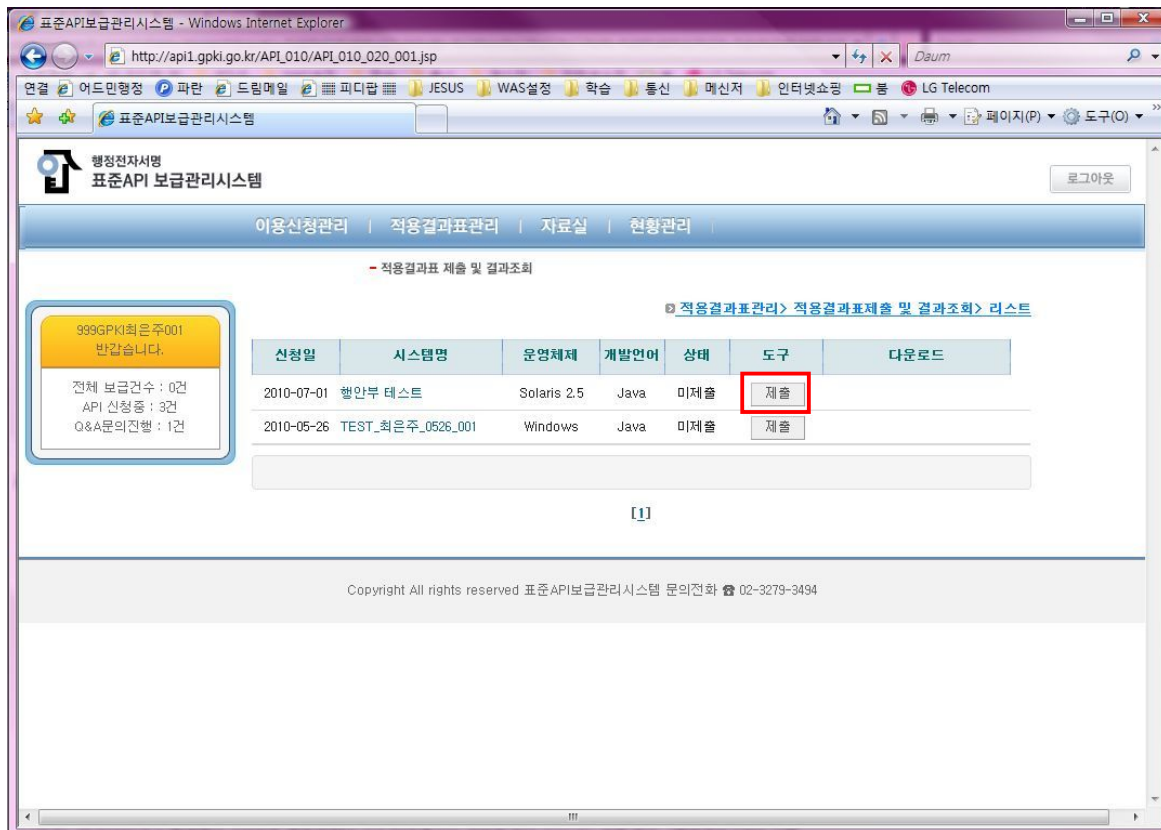 표준API보급관리시스템 - Windows Internet Explorer
http://api1.gpki.go.kr/API_010/API_010_020_001.jsp
Daum
연결 어드민행정 파란 드림메일 피디팝 JESUS WAS설정 학습 통신 메신저 인터넷쇼핑 붐 LG Telecom
표준API보급관리시스템
페이지(P) 도구(O)
행정전자서명
표준API 보급관리시스템
로그아웃
이용신청관리 | 적용결과표관리 | 자료실 | 현황관리 |
- 적용결과표 제출 및 결과조회
적용결과표관리> 적용결과표제출 및 결과조회> 리스트
999GPKI최은주001
반갑습니다.
전체 보급건수 : 0건
API 신청중 : 3건
Q&A문의진행 : 1건
신청일 시스템명 운영체제 개발언어 상태 도구 다운로드
2010-07-01 행안부 테스트 Solaris 2.5 Java 미제출 제출
2010-05-26 TEST_최은주_0526_001 Windows Java 미제출 제출
[1]
Copyright All rights reserved 표준API보급관리시스템 문의전화 ☎ 02-3279-3494